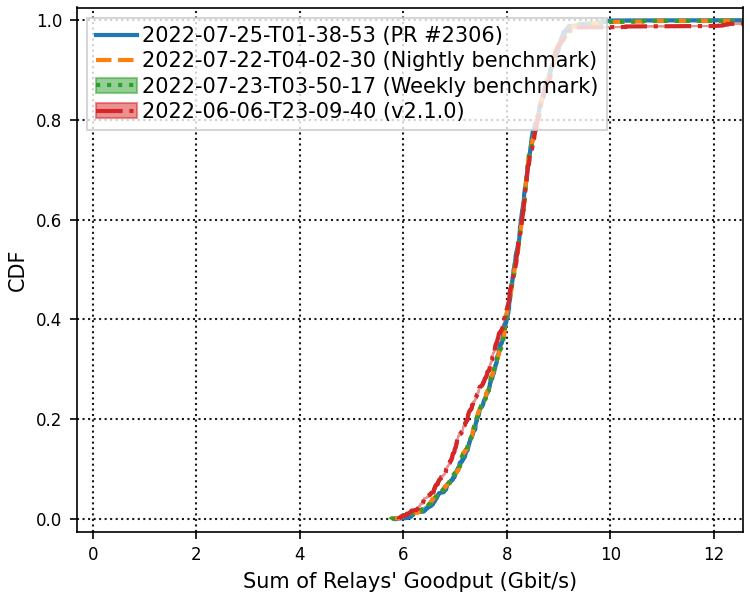 2022-07-25-T01-38-53 (PR #2306)
2022-07-22-T04-02-30 (Nightly benchmark)
2022-07-23-T03-50-17 (Weekly benchmark)
2022-06-06-T23-09-40 (v2.1.0)
1.0
0.8
0.6
0.4
0.2
0.0
CDF
0 2 4 6 8 10 12
Sum of Relays' Goodput (Gbit/s)